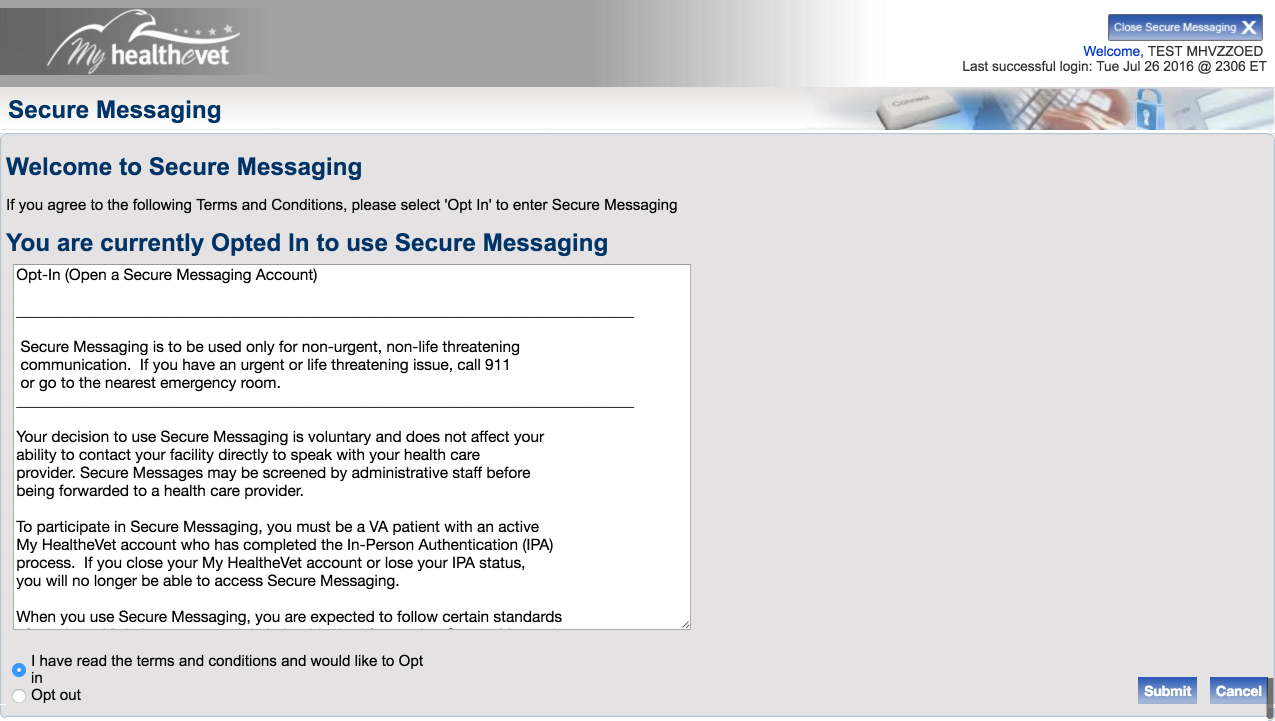 My healthevet
Close Secure Messaging X
Welcome, TEST MHVZZOED
Last successful login: Tue Jul 26 2016 @ 2306 ET
Secure Messaging
Connect
Welcome to Secure Messaging
If you agree to the following Terms and Conditions, please select 'Opt In' to enter Secure Messaging
You are currently Opted In to use Secure Messaging
Opt-In (Open a Secure Messaging Account)
Secure Messaging is to be used only for non-urgent, non-life threatening
communication.  If you have an urgent or life threatening issue, call 911
or go to the nearest emergency room.
Your decision to use Secure Messaging is voluntary and does not affect your
ability to contact your facility directly to speak with your health care
provider. Secure Messages may be screened by administrative staff before
being forwarded to a health care provider.
To participate in Secure Messaging, you must be a VA patient with an active
My HealtheVet account who has completed the In-Person Authentication (IPA)
process.  If you close your My HealtheVet account or lose your IPA status,
you will no longer be able to access Secure Messaging.
When you use Secure Messaging, you are expected to follow certain standards
I have read the terms and conditions and would like to Opt
in
Opt out
Submit Cancel